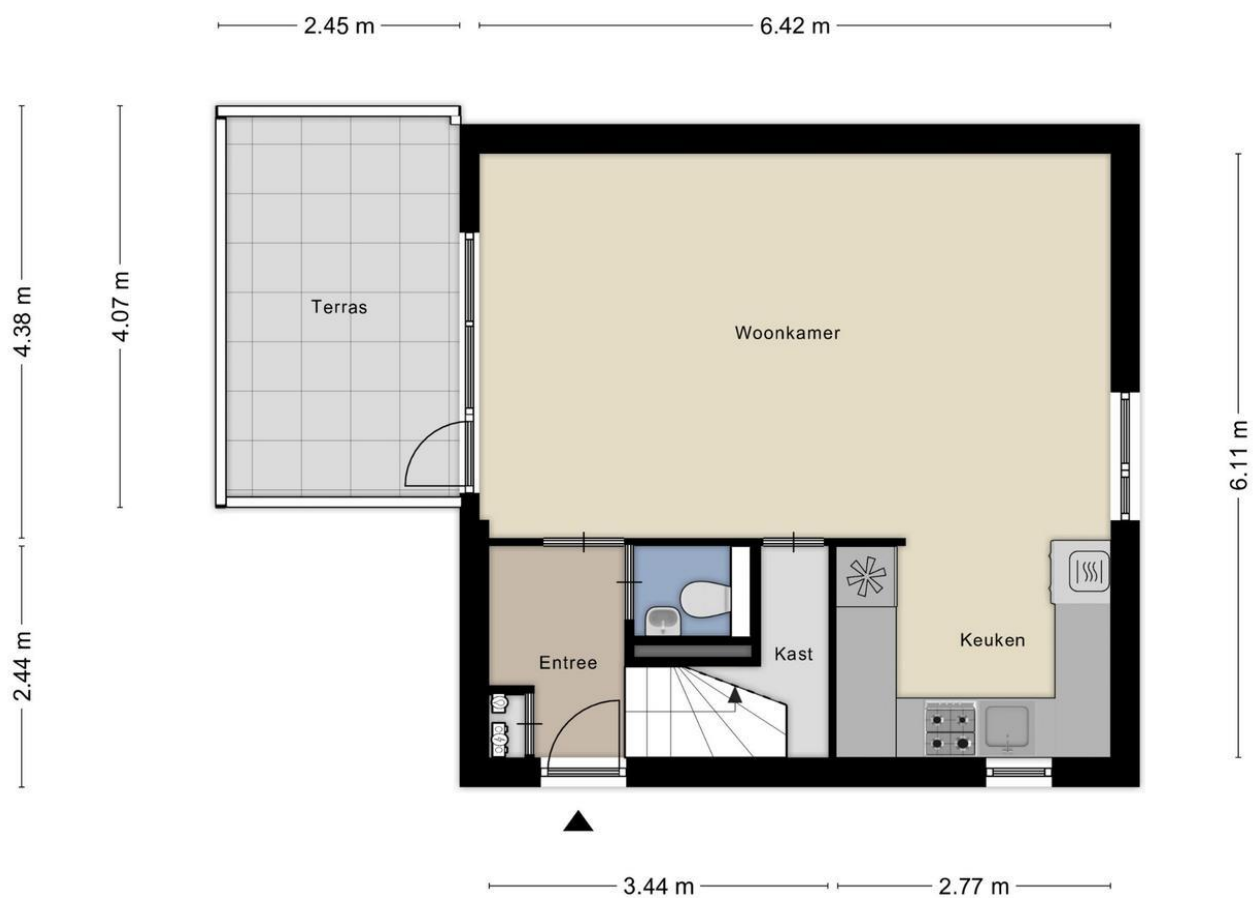 2.45 m
6.42 m
4.38 m
4.07 m
Terras
Woonkamer
6.11 m
2.44 m
Entree
Kast
Keuken
3.44 m
2.77 m